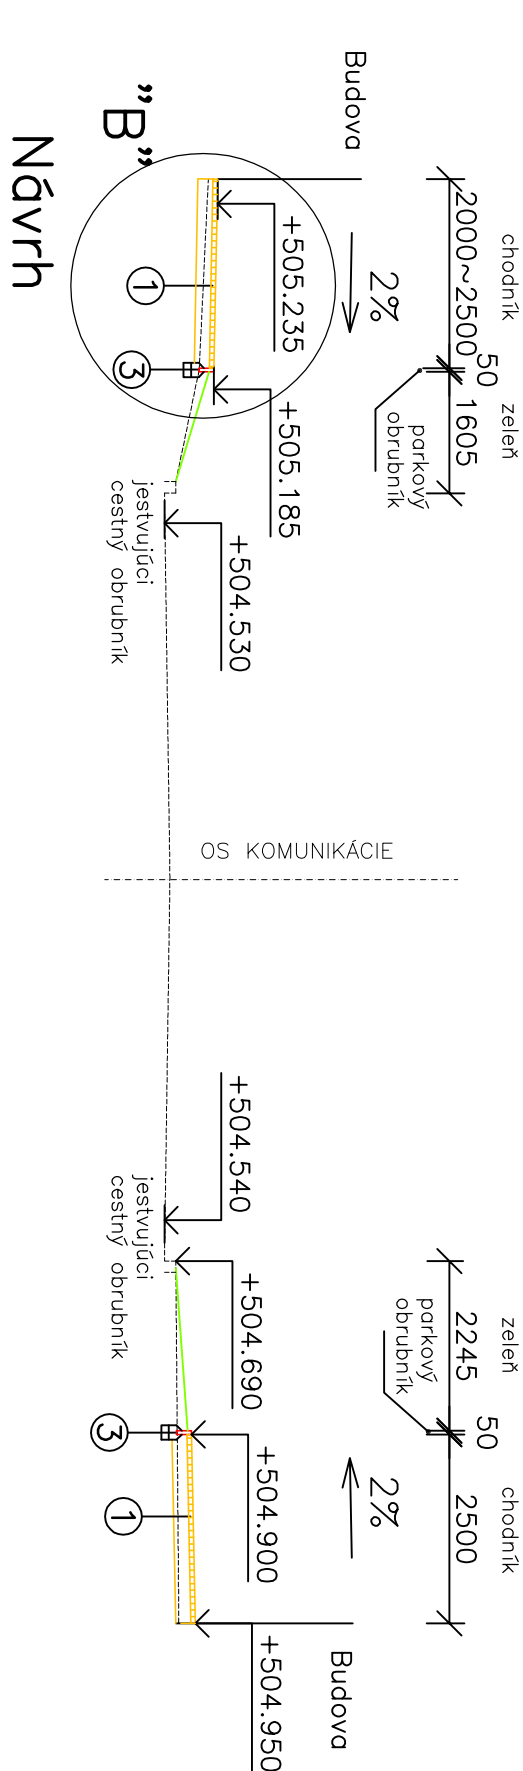 chodník
zeleň
zeleň
chodník
2000~2500
50
1605
2245
50
2500
parkový
obrubník
parkový
obrubník
Budova
2%
2%
Budova
+505.235
+505.185
+504.530
OS KOMUNIKÁCIE
+504.540
+504.690
+504.900
+504.950
1
3
jestvujúci
cestný obrubník
jestvujúci
cestný obrubník
3
1
"B"
Návrh